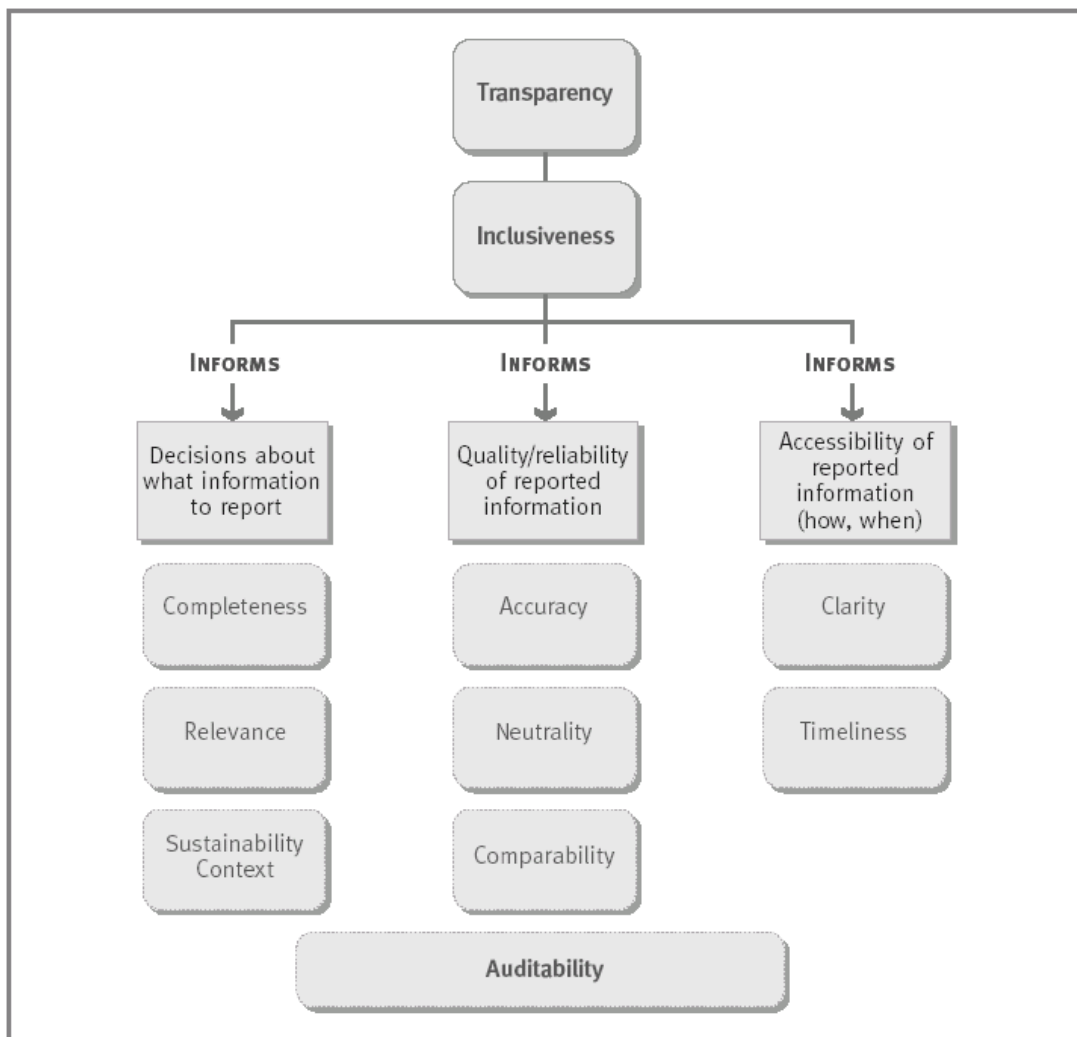 Transparency
Inclusiveness
INFORMS
INFORMS
INFORMS
Decisions about
what information
to report
Quality/reliability
of reported
information
Accessibility of
reported
information
(how, when)
Completeness
Accuracy
Clarity
Relevance
Neutrality
Timeliness
Sustainability
Context
Comparability
Auditability